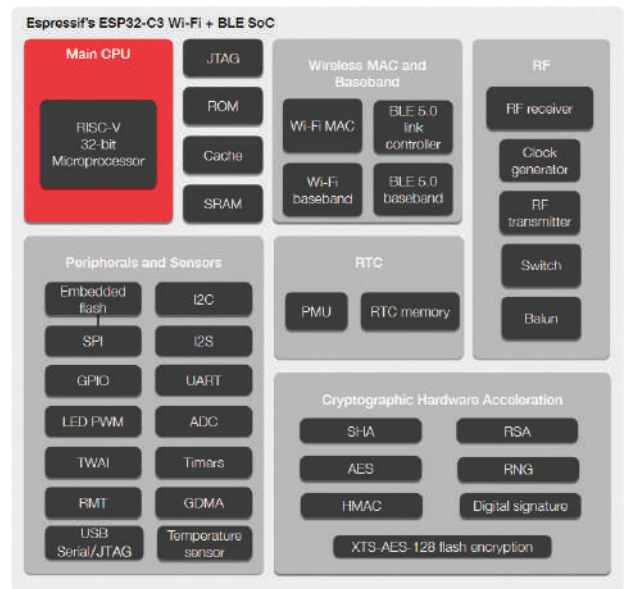 Espressif's ESP32-C3 Wi-Fi + BLE SoC
Main CPU
RISC-V
32-bit
Microprocessor
JTAG
ROM
Cache
SRAM
Wireless MAC and
Baseband
Wi-Fi MAC
BLE 5.0
link
controller
Wi-Fi
baseband
BLE 5.0
baseband
RF
RF receiver
Clock
generator
RF
transmitter
Switch
Balun
Peripherals and Sensors
Embedded
flash
I2C
SPI
I2S
GPIO
UART
LED PWM
ADC
TWAI
Timers
RMT
GDMA
USB
Serial/JTAG
Temperature
sensor
RTC
PMU
RTC memory
Cryptographic Hardware Acceleration
SHA
RSA
AES
RNG
HMAC
Digital signature
XTS-AES-128 flash encryption